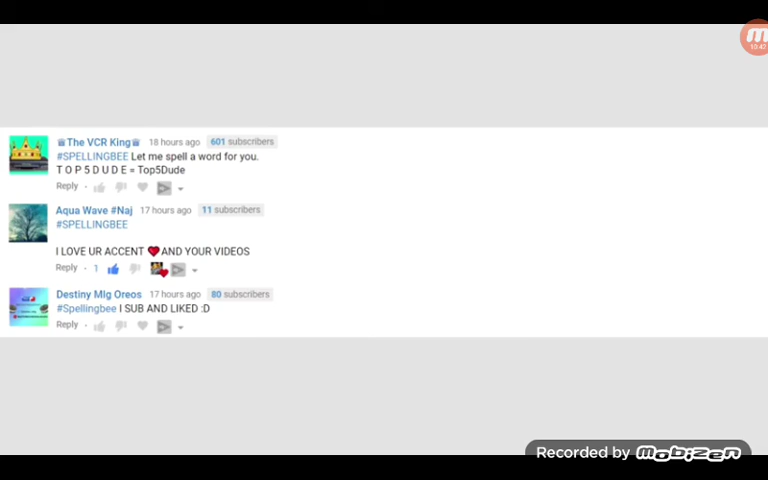 10:42
♛The VCR King♛ 18 hours ago 601 subscribers
#SPELLINGBEE Let me spell a word for you.
T O P 5 D U D E = Top5Dude
Reply
Aqua Wave #Naj 17 hours ago 11 subscribers
#SPELLINGBEE
I LOVE UR ACCENT ❤AND YOUR VIDEOS
Reply · 1
Destiny Mlg Oreos 17 hours ago 80 subscribers
#Spellingbee I SUB AND LIKED :D
Reply
Recorded by mobizen